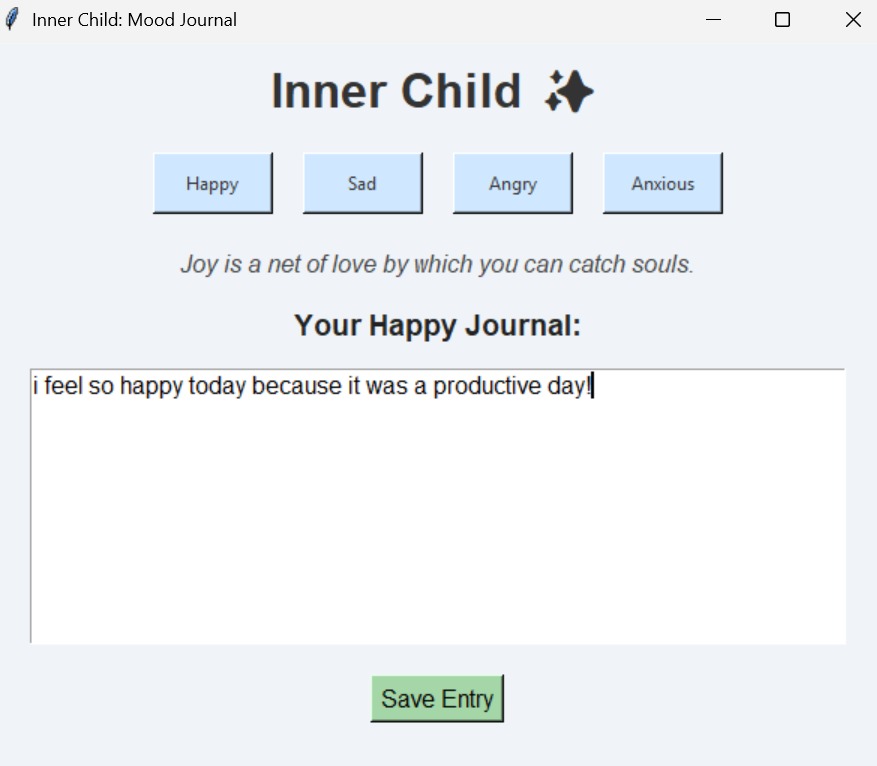 Inner Child: Mood Journal
Inner Child ✨
Happy Sad Angry Anxious
Joy is a net of love by which you can catch souls.
Your Happy Journal:
i feel so happy today because it was a productive day!
Save Entry